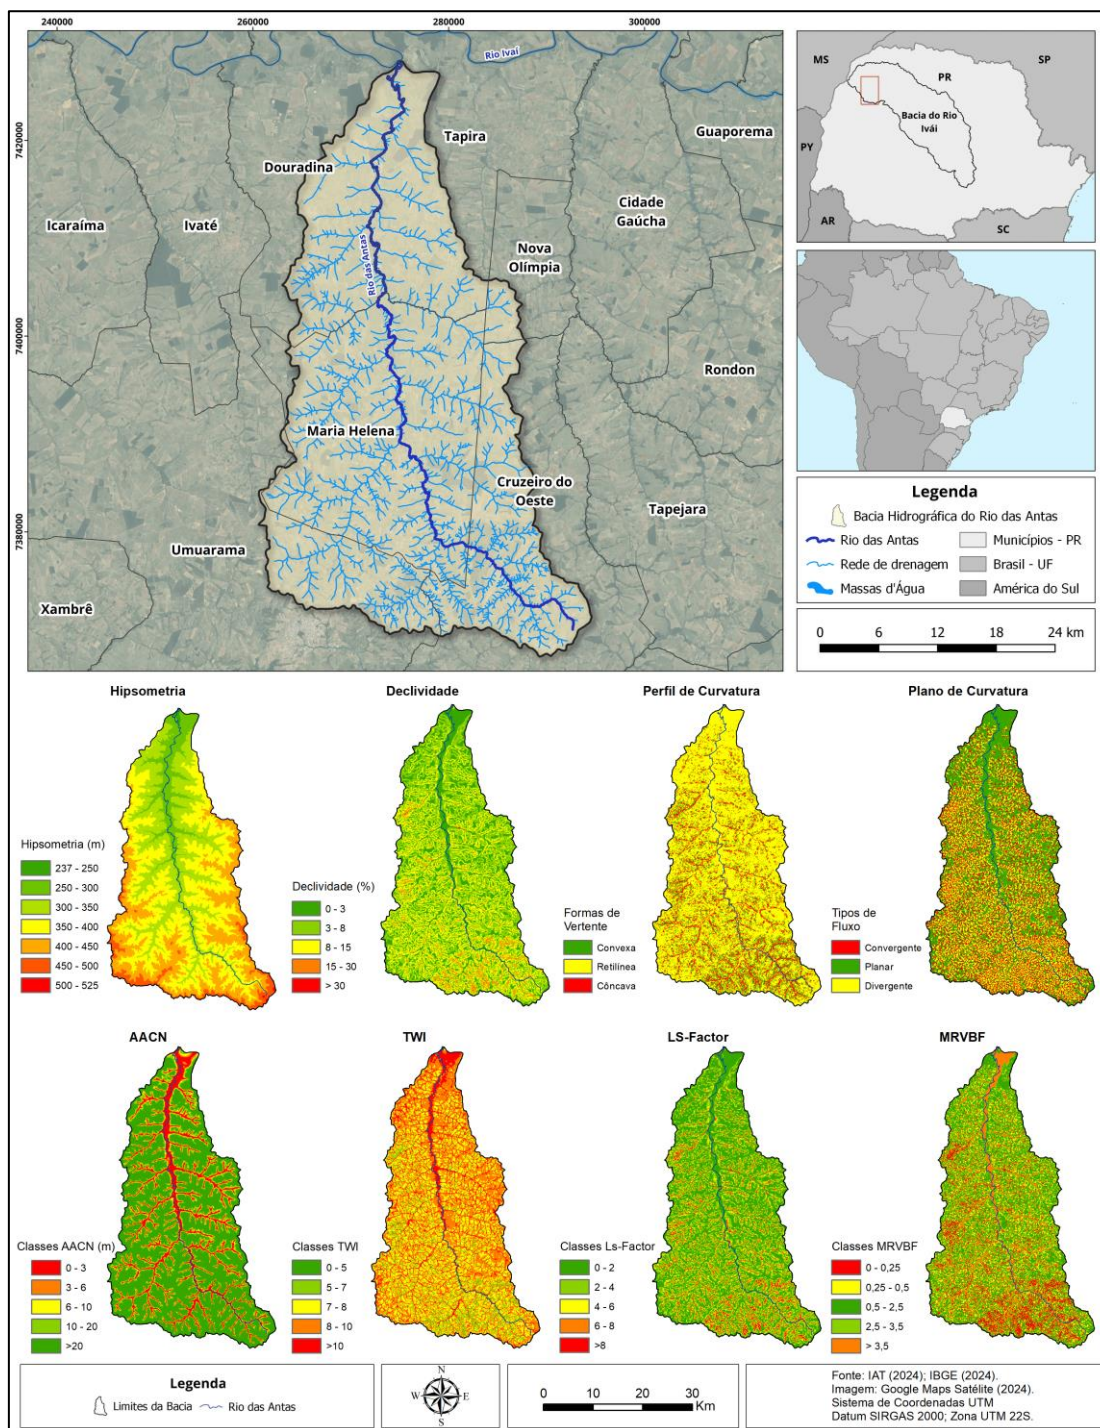 240000
260000
280000
300000
7420000
7400000
7380000
Rio Ivaí
Tapira
Guaporema
Douradina
Cidade
Gaúcha
Icaraíma
Ivaté
Nova
Olímpia
Rio das Antas
Rondon
Maria Helena
Cruzeiro do
Oeste
Tapejara
Umuarama
Xambrê
MS
SP
PR
Bacia do Rio
Ivái
PY
AR
SC
Legenda
Bacia Hidrográfica do Rio das Antas
Rio das Antas
Municípios - PR
Rede de drenagem
Brasil - UF
Massas d'Água
América do Sul
0 6 12 18 24 km
Hipsometria
Declividade
Perfil de Curvatura
Plano de Curvatura
Hipsometria (m)
237 - 250
250 - 300
300 - 350
350 - 400
400 - 450
450 - 500
500 - 525
Declividade (%)
0 - 3
3 - 8
8 - 15
15 - 30
> 30
Formas de
Vertente
Convexa
Retilínea
Côncava
Tipos de
Fluxo
Convergente
Planar
Divergente
AACN
TWI
LS-Factor
MRVBF
Classes AACN (m)
0 - 3
3 - 6
6 - 10
10 - 20
>20
Classes TWI
0 - 5
5 - 7
7 - 8
8 - 10
>10
Classes Ls-Factor
0 - 2
2 - 4
4 - 6
6 - 8
>8
Classes MRVBF
0 - 0,25
0,25 - 0,5
0,5 - 2,5
2,5 - 3,5
> 3,5
Legenda
Limites da Bacia
Rio das Antas
N
W E
S
0 10 20 30
Km
Fonte: IAT (2024); IBGE (2024).
Imagem: Google Maps Satélite (2024).
Sistema de Coordenadas UTM
Datum SIRGAS 2000; Zona UTM 22S.